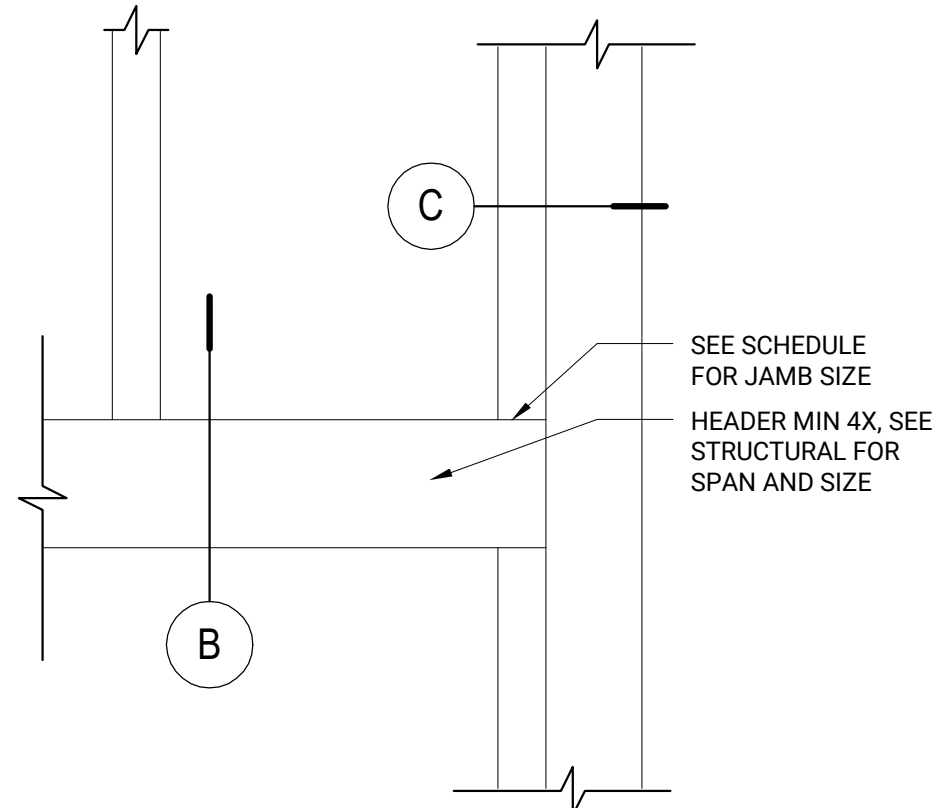 C
SEE SCHEDULE
FOR JAMB SIZE
HEADER MIN 4X, SEE
STRUCTURAL FOR
SPAN AND SIZE
B